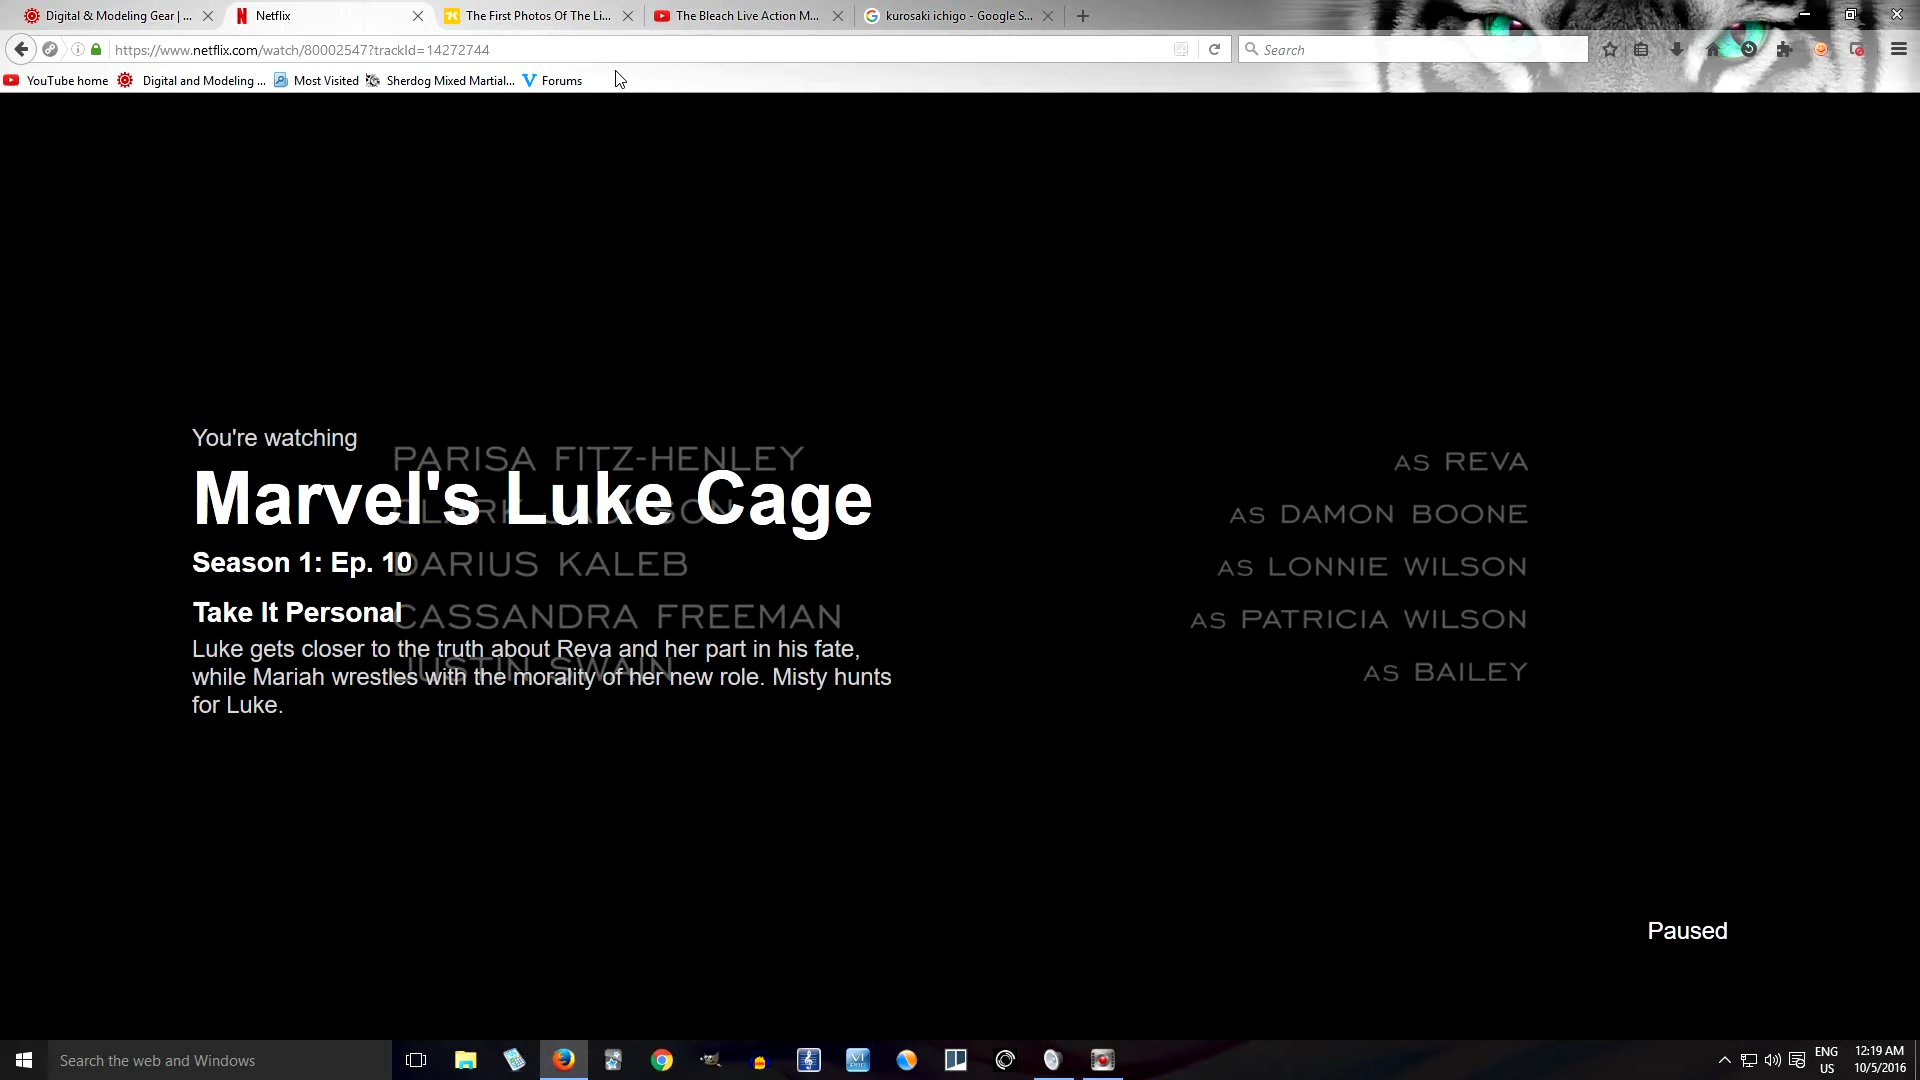 Digital & Modeling Gear | ...
Netflix
The First Photos Of The Li...
The Bleach Live Action M...
kurosaki ichigo - Google S...
https://www.netflix.com/watch/80002547?trackId=14272744
Search
YouTube home
Digital and Modeling ...
Most Visited
Sherdog Mixed Martial...
Forums
You're watching
PARISA FITZ-HENLEY AS REVA
Marvel's Luke Cage
CLARK JACKSON AS DAMON BOONE
Season 1: Ep. 10
DARIUS KALEB AS LONNIE WILSON
Take It Personal
CASSANDRA FREEMAN AS PATRICIA WILSON
Luke gets closer to the truth about Reva and her part in his fate,
JUSTIN SWAIN AS BAILEY
while Mariah wrestles with the morality of her new role. Misty hunts
for Luke.
Paused
Search the web and Windows
ENG
US
12:19 AM
10/5/2016